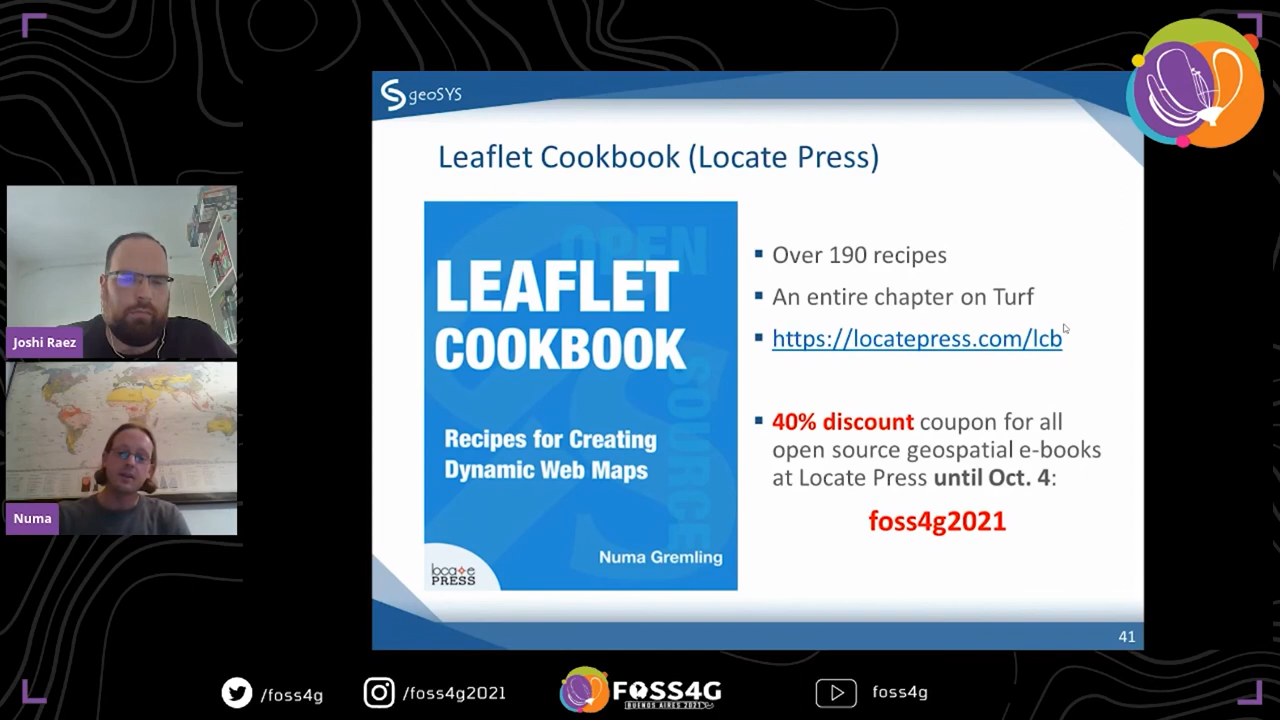 geoSYS
Leaflet Cookbook (Locate Press)
OPEN
LEAFLET
COOKBOOK
SOURCE
Recipes for Creating
Dynamic Web Maps
Numa Gremling
locate
PRESS
Over 190 recipes
An entire chapter on Turf
https://locatepress.com/lcb
40% discount coupon for all
open source geospatial e-books
at Locate Press until Oct. 4:
foss4g2021
41
Joshi Raez
Numa
/foss4g
/foss4g2021
FOSS4G
BUENOS AIRES 2021
foss4g